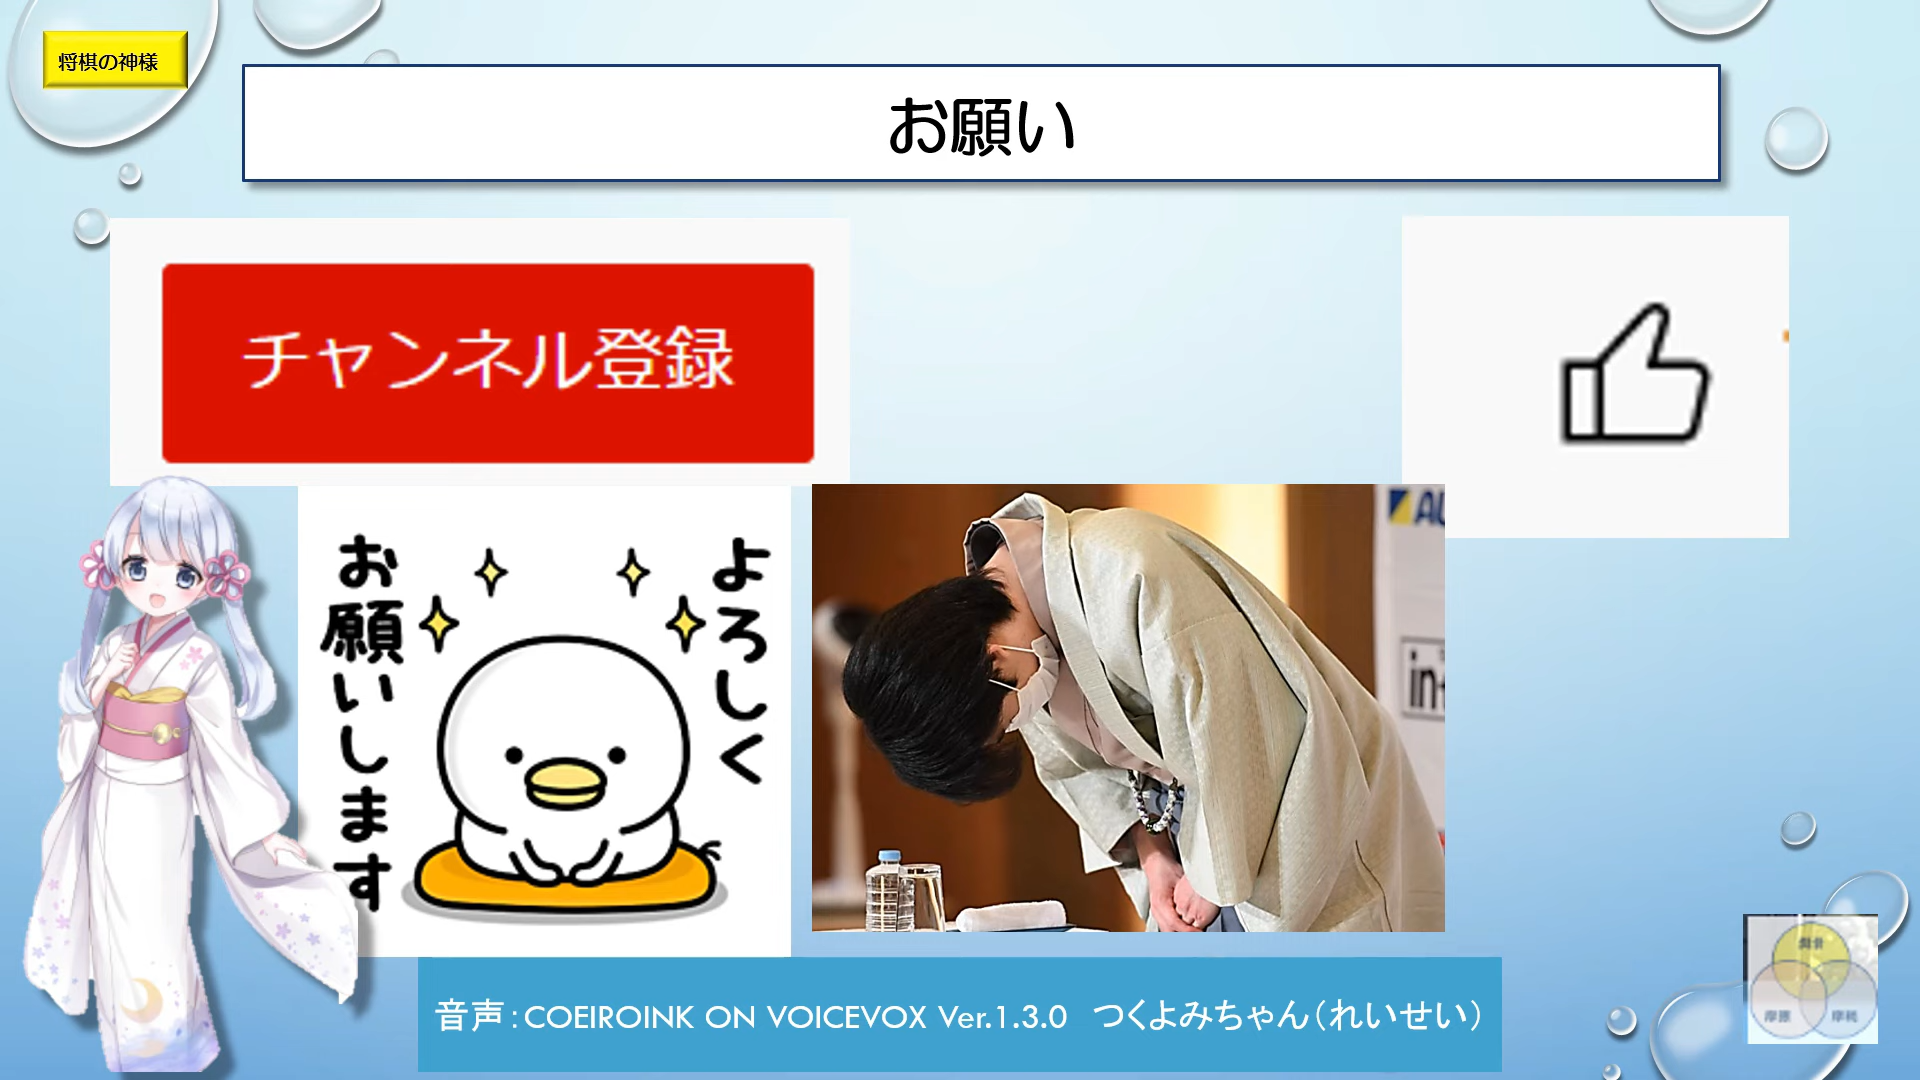 将棋の神様
お願い
チャンネル登録
よろしく
お願いします
音声：COEIROINK ON VOICEVOX Ver.1.3.0　つくよみちゃん（れいせい）